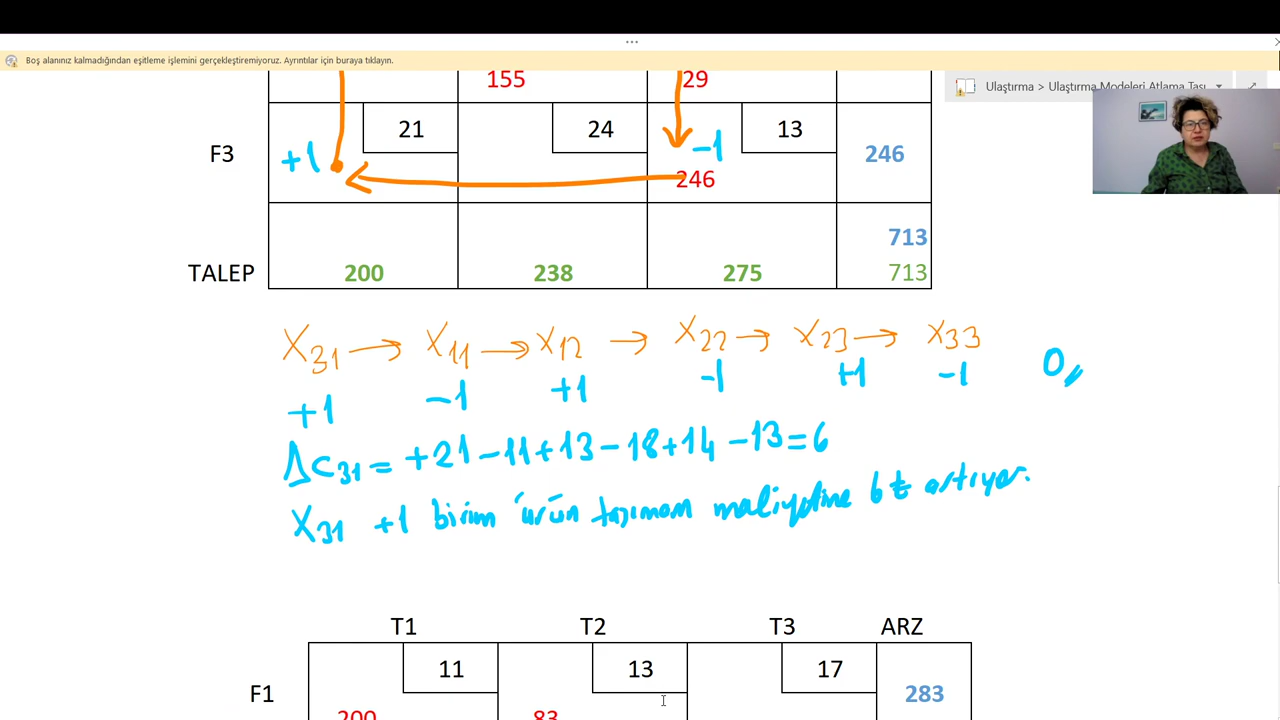 Boş alanınız kalmadığından eşitleme işlemini gerçekleştiremiyoruz. Ayrıntılar için buraya tıklayın.
Ulaştırma > Ulaştırma Modeleri Atlama Taşı
155 29
21 24 13
F3 +1 -1 246
246
713
TALEP 200 238 275 713
X31 → X11 → X12 → X22 → X23 → X33
+1 -1 +1 -1 +1 -1 0,,
ΔC31 = +21 -11 +13 -18 +14 -13 = 6
X31 +1 birim ürün taşımam maliyetime 6 ₺ artıyor.
T1 T2 T3 ARZ
11 13 17
F1 283
200 83